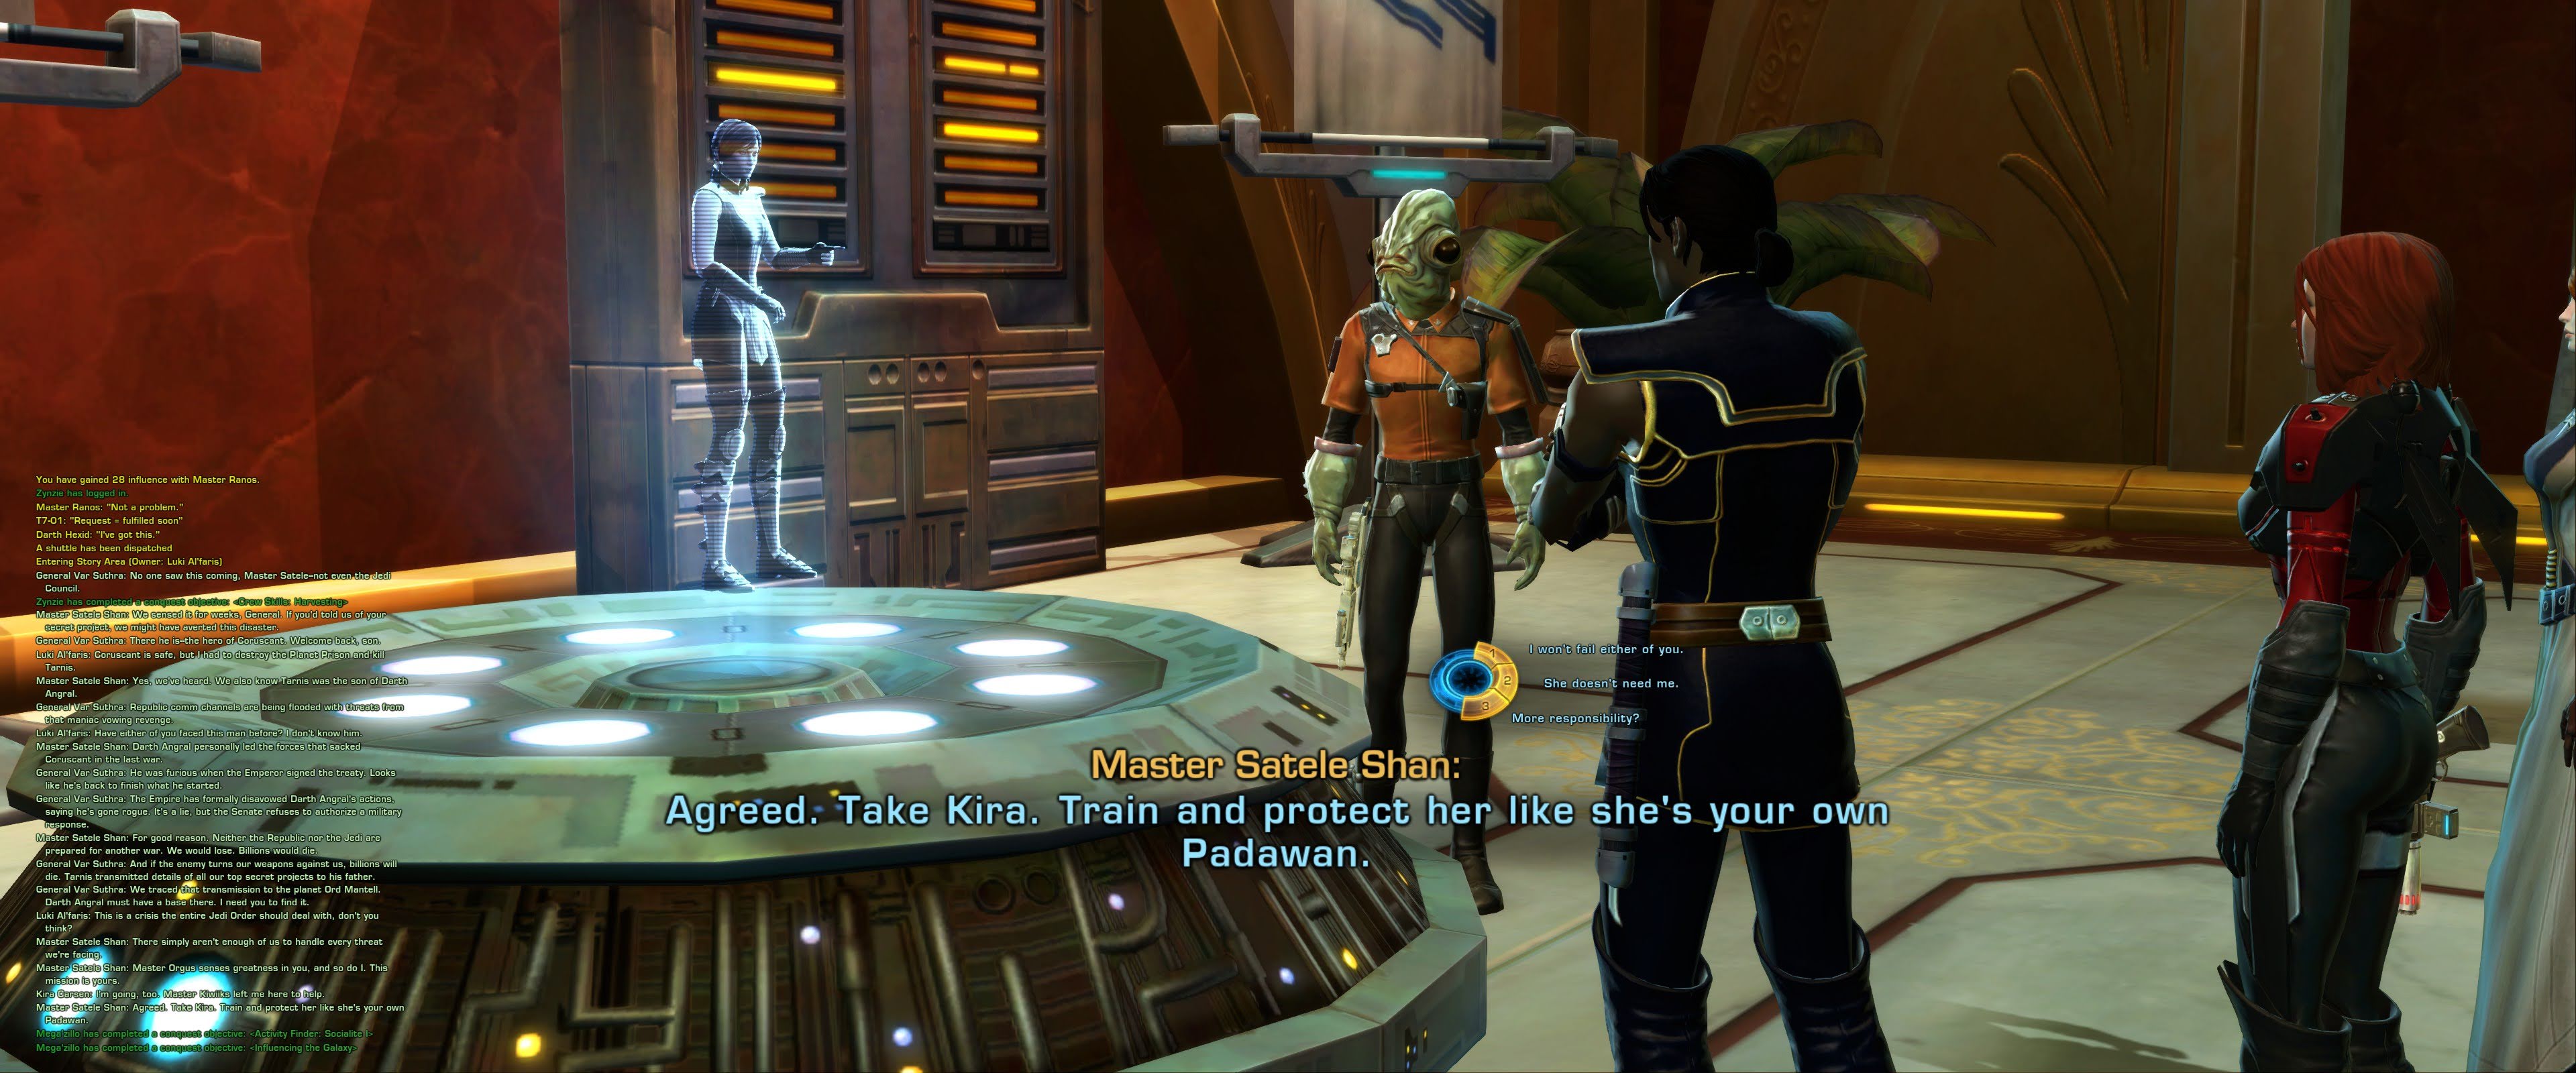 You have gained 28 influence with Master Ranos.
Zynzie has logged in.
Master Ranos: "Not a problem."
T7-01: "Request = fulfilled soon"
Darth Hexid: "I've got this."
A shuttle has been dispatched
Entering Story Area (Owner: Luki Al'faris)
General Var Suthra: No one saw this coming, Master Satele—not even the Jedi
Council.
Zynzie has completed a conquest objective: <Crew Skills: Harvesting>
Master Satele Shan: We sensed it for weeks, General. If you'd told us of your
secret project, we might have averted this disaster.
General Var Suthra: There he is—the hero of Coruscant. Welcome back, son.
Luki Al'faris: Coruscant is safe, but I had to destroy the Planet Prison and kill
Tarnis.
Master Satele Shan: Yes, we've heard. We also know Tarnis was the son of Darth
Angral.
General Var Suthra: Republic comm channels are being flooded with threats from
that maniac vowing revenge.
Luki Al'faris: Have either of you faced this man before? I don't know him.
Master Satele Shan: Darth Angral personally led the forces that sacked
Coruscant in the last war.
General Var Suthra: He was furious when the Emperor signed the treaty. Looks
like he's back to finish what he started.
General Var Suthra: The Empire has formally disavowed Darth Angral's actions,
saying he's gone rogue. It's a lie, but the Senate refuses to authorize a military
response.
Master Satele Shan: For good reason. Neither the Republic nor the Jedi are
prepared for another war. We would lose. Billions would die.
General Var Suthra: And if the enemy turns our weapons against us, billions will
die. Tarnis transmitted details of all our top secret projects to his father.
General Var Suthra: We traced that transmission to the planet Ord Mantell.
Darth Angral must have a base there. I need you to find it.
Luki Al'faris: This is a crisis the entire Jedi Order should deal with, don't you
think?
Master Satele Shan: There simply aren't enough of us to handle every threat
we're facing.
Master Satele Shan: Master Orgus senses greatness in you, and so do I. This
mission is yours.
Kira Carsen: I'm going, too. Master Kiwiiks left me here to help.
Master Satele Shan: Agreed. Take Kira. Train and protect her like she's your own
Padawan.
Mega'zillo has completed a conquest objective: <Activity Finder: Socialite I>
Mega'zillo has completed a conquest objective: <Influencing the Galaxy>
1 I won't fail either of you.
2 She doesn't need me.
3 More responsibility?
Master Satele Shan:
Agreed. Take Kira. Train and protect her like she's your own
Padawan.